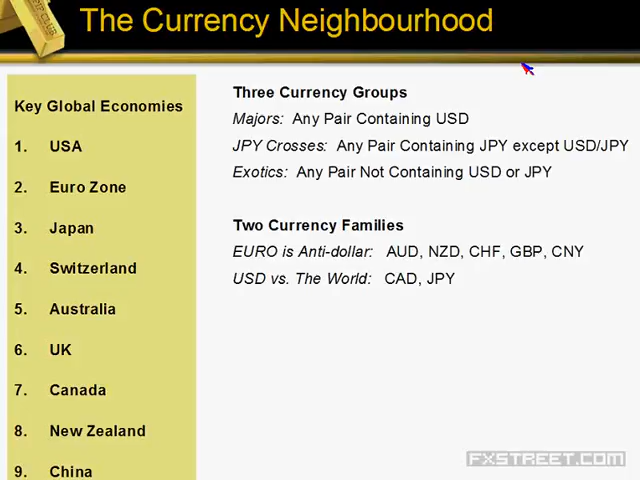 The Currency Neighbourhood
Key Global Economies
1. USA
2. Euro Zone
3. Japan
4. Switzerland
5. Australia
6. UK
7. Canada
8. New Zealand
9. China
Three Currency Groups
Majors: Any Pair Containing USD
JPY Crosses: Any Pair Containing JPY except USD/JPY
Exotics: Any Pair Not Containing USD or JPY
Two Currency Families
EURO is Anti-dollar: AUD, NZD, CHF, GBP, CNY
USD vs. The World: CAD, JPY
FXSTREET.COM